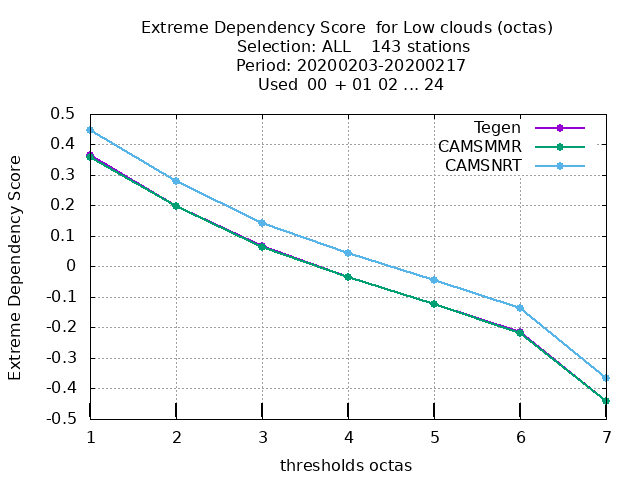 Extreme Dependency Score  for Low clouds (octas)
Selection: ALL    143 stations
Period: 20200203-20200217
Used  00  + 01 02 ... 24
Extreme Dependency Score
0.5
0.4
0.3
0.2
0.1
0
-0.1
-0.2
-0.3
-0.4
-0.5
Tegen
CAMSMMR
CAMSNRT
1 2 3 4 5 6 7
thresholds octas